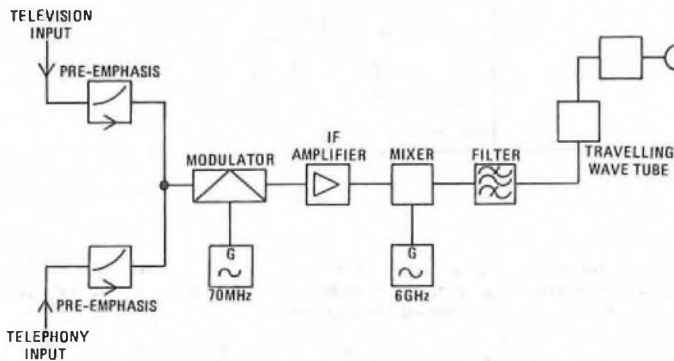 TELEVISION
INPUT
PRE-EMPHASIS
MODULATOR
IF
AMPLIFIER
MIXER
FILTER
TRAVELLING
WAVE TUBE
G
70MHz
G
6GHz
PRE-EMPHASIS
TELEPHONY
INPUT